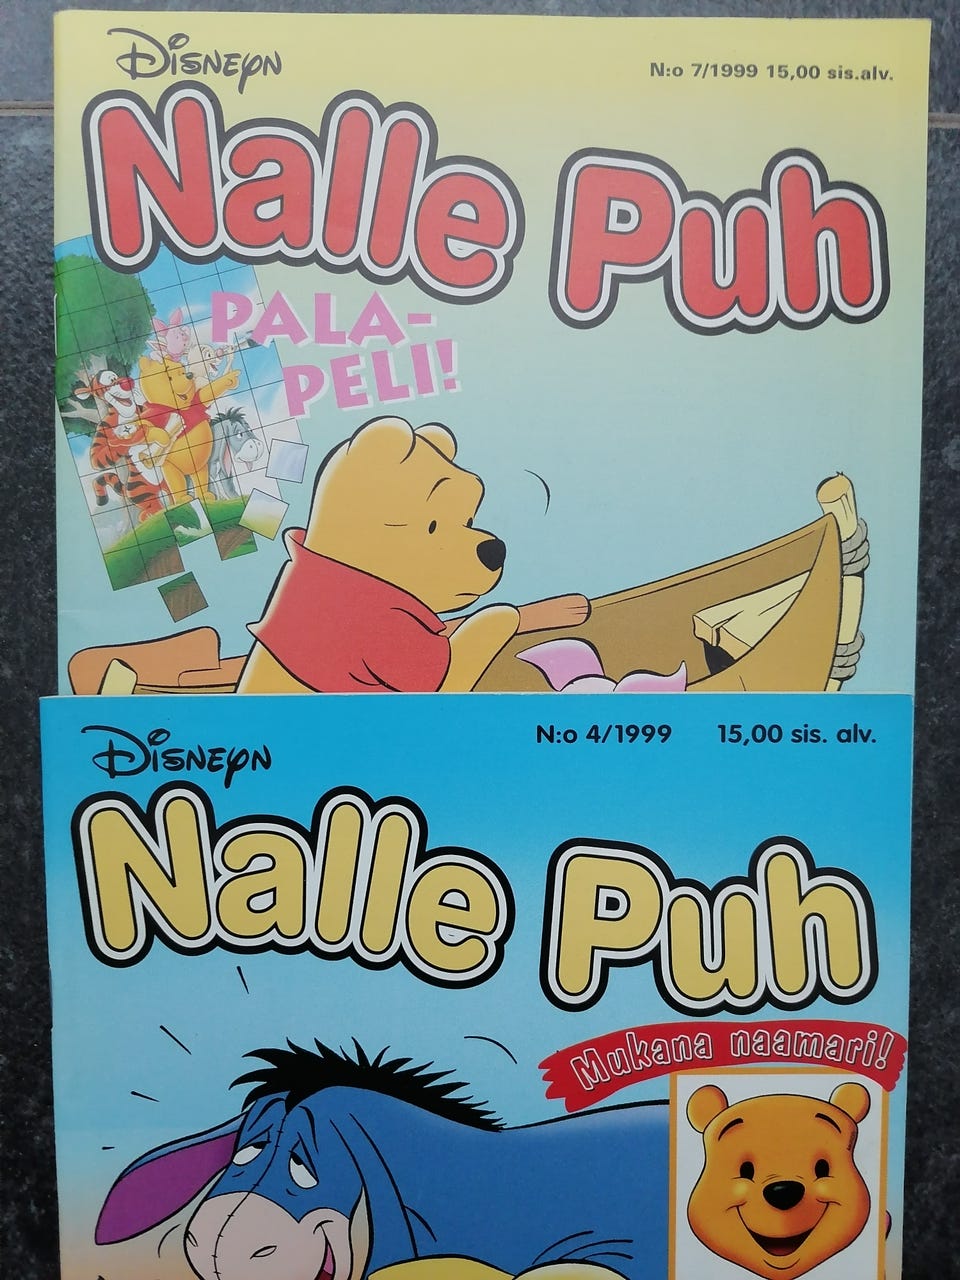 Disneyn
N:o 7/1999 15,00 sis.alv.
Nalle Puh
PALA-
PELI!
Disneyn
N:o 4/1999 15,00 sis. alv.
Nalle Puh
Mukana naamari!